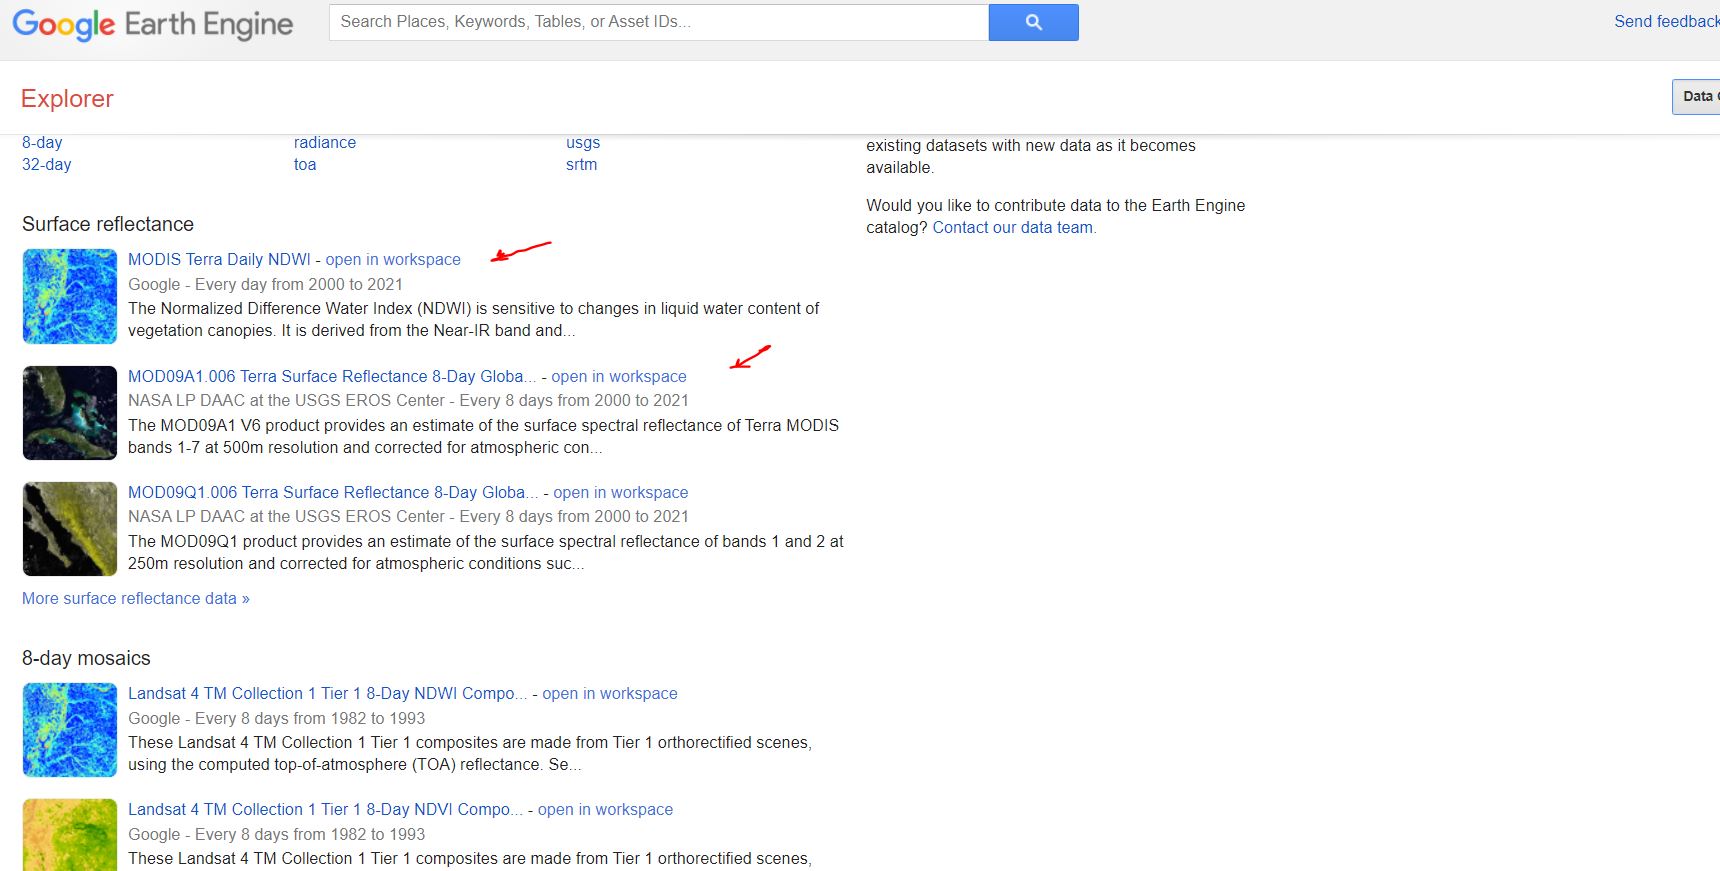 Google Earth Engine
Search Places, Keywords, Tables, or Asset IDs...
Send feedback
Explorer
Data
8-day radiance usgs
32-day toa srtm
existing datasets with new data as it becomes
available.
Would you like to contribute data to the Earth Engine
catalog? Contact our data team.
Surface reflectance
MODIS Terra Daily NDWI - open in workspace
Google - Every day from 2000 to 2021
The Normalized Difference Water Index (NDWI) is sensitive to changes in liquid water content of
vegetation canopies. It is derived from the Near-IR band and...
MOD09A1.006 Terra Surface Reflectance 8-Day Globa... - open in workspace
NASA LP DAAC at the USGS EROS Center - Every 8 days from 2000 to 2021
The MOD09A1 V6 product provides an estimate of the surface spectral reflectance of Terra MODIS
bands 1-7 at 500m resolution and corrected for atmospheric con...
MOD09Q1.006 Terra Surface Reflectance 8-Day Globa... - open in workspace
NASA LP DAAC at the USGS EROS Center - Every 8 days from 2000 to 2021
The MOD09Q1 product provides an estimate of the surface spectral reflectance of bands 1 and 2 at
250m resolution and corrected for atmospheric conditions suc...
More surface reflectance data »
8-day mosaics
Landsat 4 TM Collection 1 Tier 1 8-Day NDWI Compo... - open in workspace
Google - Every 8 days from 1982 to 1993
These Landsat 4 TM Collection 1 Tier 1 composites are made from Tier 1 orthorectified scenes,
using the computed top-of-atmosphere (TOA) reflectance. Se...
Landsat 4 TM Collection 1 Tier 1 8-Day NDVI Compo... - open in workspace
Google - Every 8 days from 1982 to 1993
These Landsat 4 TM Collection 1 Tier 1 composites are made from Tier 1 orthorectified scenes,